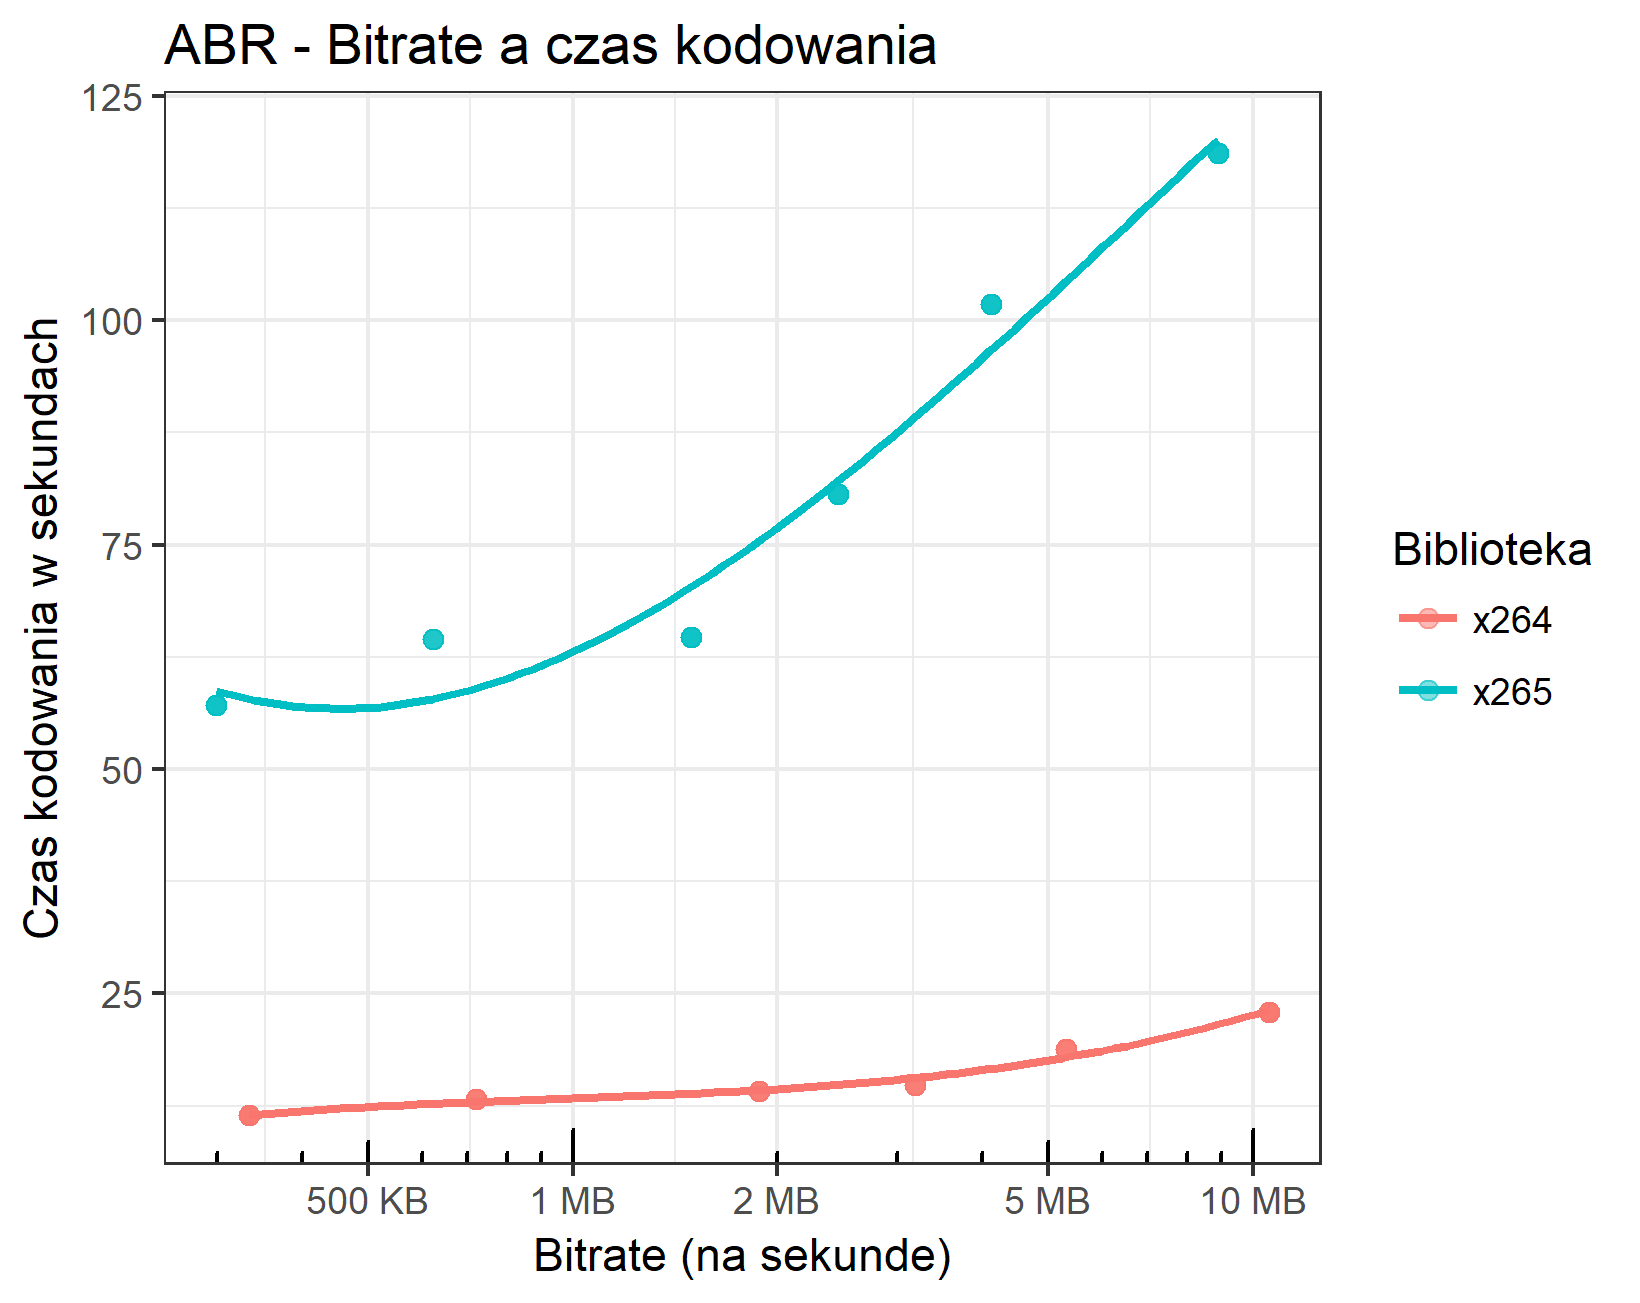 ABR - Bitrate a czas kodowania
Czas kodowania w sekundach
125
100
75
50
25
500 KB
1 MB
2 MB
5 MB
10 MB
Bitrate (na sekunde)
Biblioteka
x264
x265